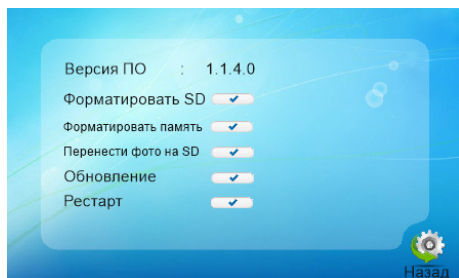 Версия ПО : 1.1.4.0
Форматировать SD
Форматировать память
Перенести фото на SD
Обновление
Рестарт
Назад